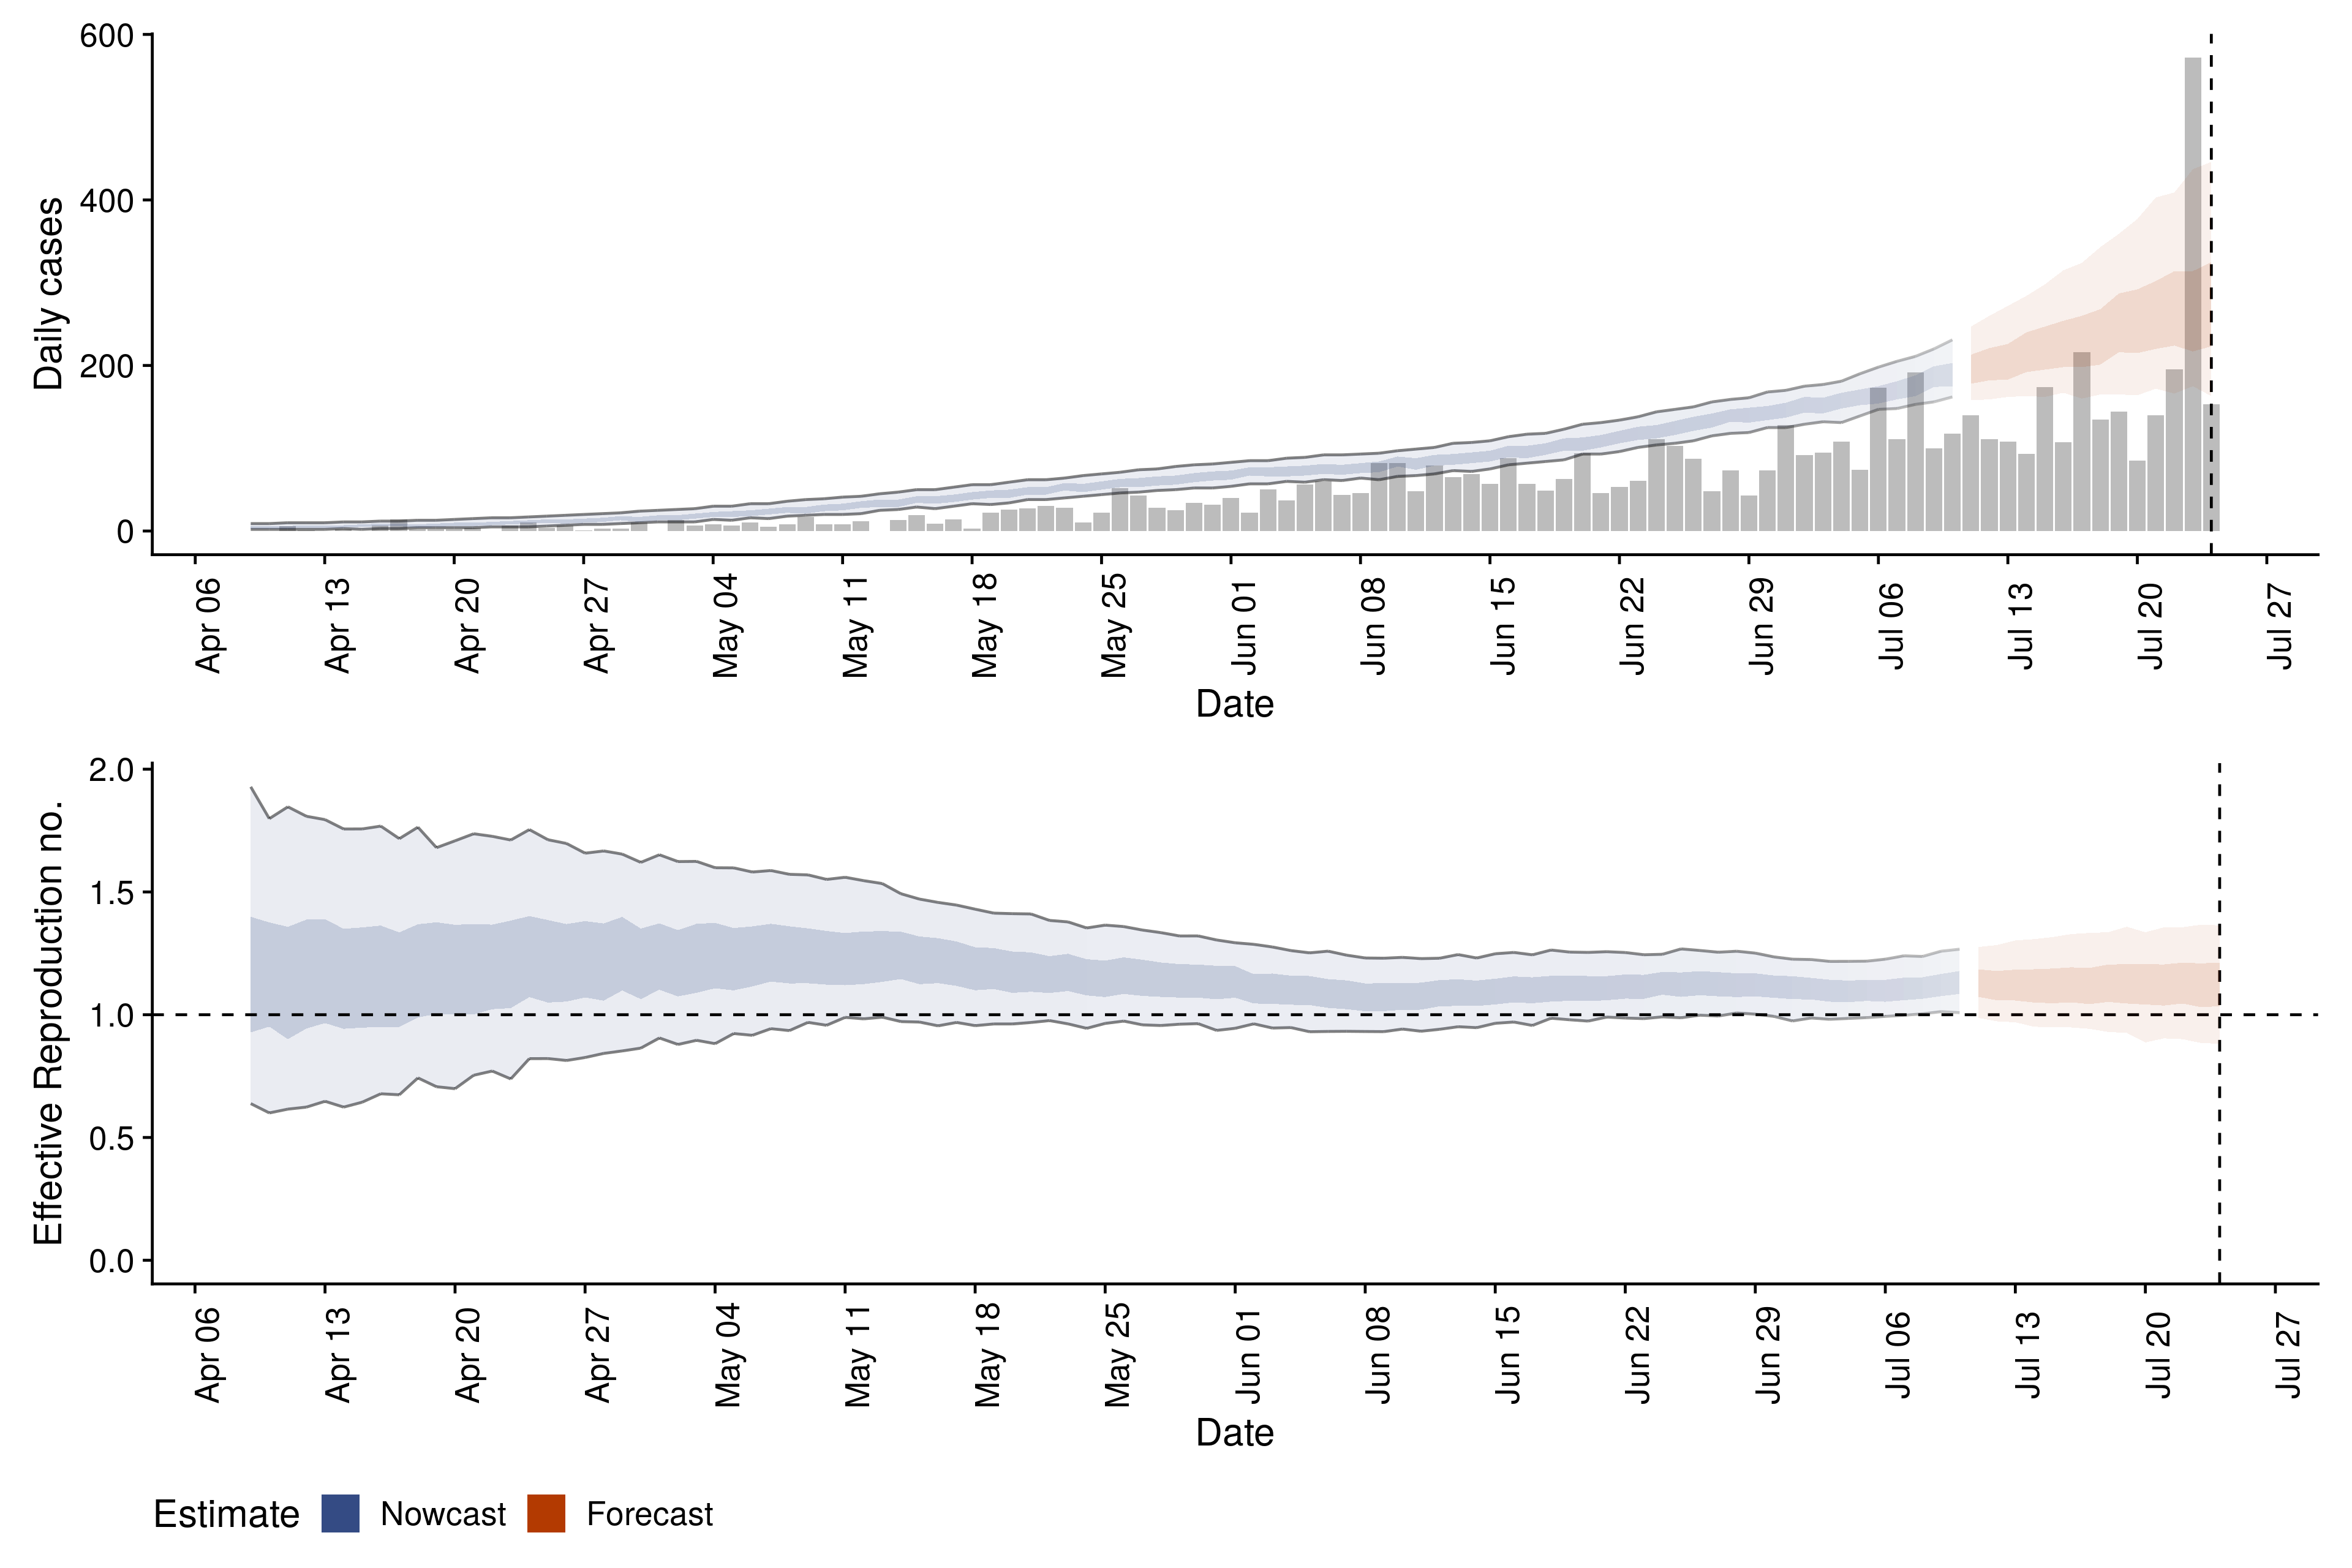 600
400
200
0
Daily cases
Apr 06
Apr 13
Apr 20
Apr 27
May 04
May 11
May 18
May 25
Jun 01
Jun 08
Jun 15
Jun 22
Jun 29
Jul 06
Jul 13
Jul 20
Jul 27
Date
2.0
1.5
1.0
0.5
0.0
Effective Reproduction no.
Apr 06
Apr 13
Apr 20
Apr 27
May 04
May 11
May 18
May 25
Jun 01
Jun 08
Jun 15
Jun 22
Jun 29
Jul 06
Jul 13
Jul 20
Jul 27
Date
Estimate Nowcast Forecast